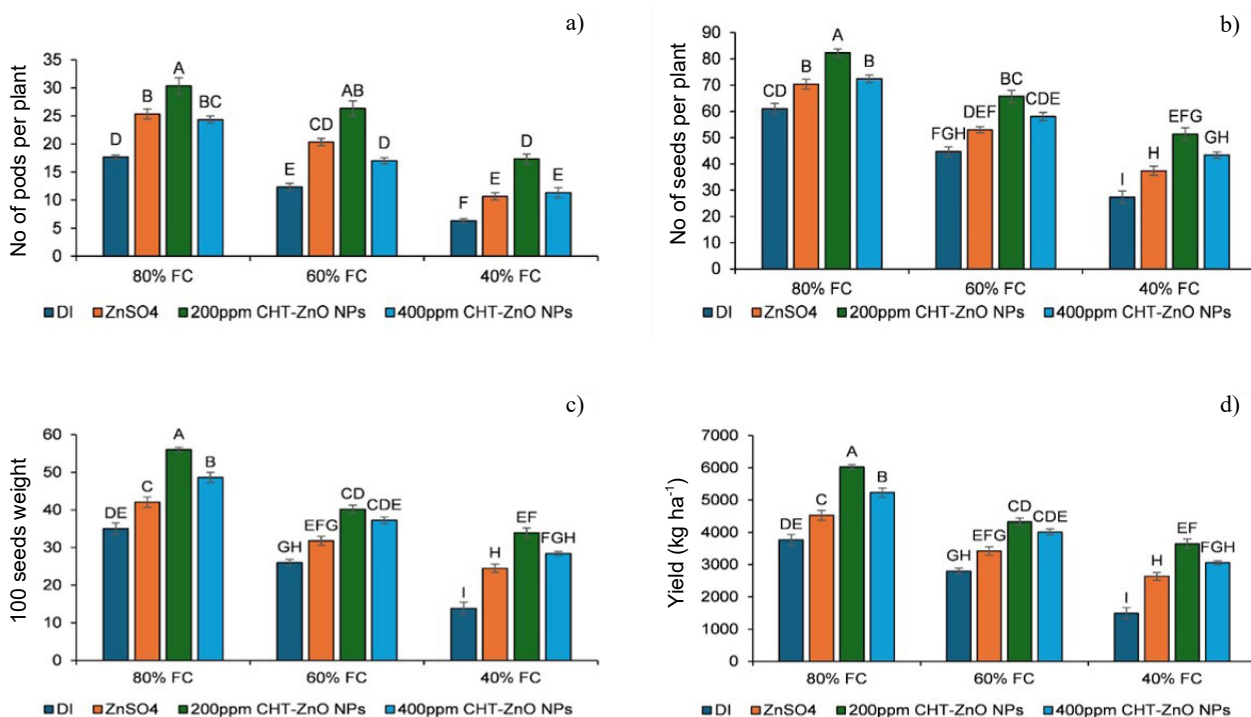 a)
No of pods per plant
35
30
25
20
15
10
5
0
D
B
A
BC
E
CD
AB
D
F
E
D
E
80% FC
60% FC
40% FC
DI ZnSO4 200ppm CHT-ZnO NPs 400ppm CHT-ZnO NPs
b)
No of seeds per plant
90
80
70
60
50
40
30
20
10
0
CD
B
A
B
FGH
DEF
BC
CDE
I
H
EFG
GH
80% FC
60% FC
40% FC
DI ZnSO4 200ppm CHT-ZnO NPs 400ppm CHT-ZnO NPs
c)
100 seeds weight
60
50
40
30
20
10
0
DE
C
A
B
GH
EFG
CD
CDE
I
H
EF
FGH
80% FC
60% FC
40% FC
DI ZnSO4 200ppm CHT-ZnO NPs 400ppm CHT-ZnO NPs
d)
Yield (kg ha⁻¹)
7000
6000
5000
4000
3000
2000
1000
0
DE
C
A
B
GH
EFG
CD
CDE
I
H
EF
FGH
80% FC
60% FC
40% FC
DI ZnSO4 200ppm CHT-ZnO NPs 400ppm CHT-ZnO NPs